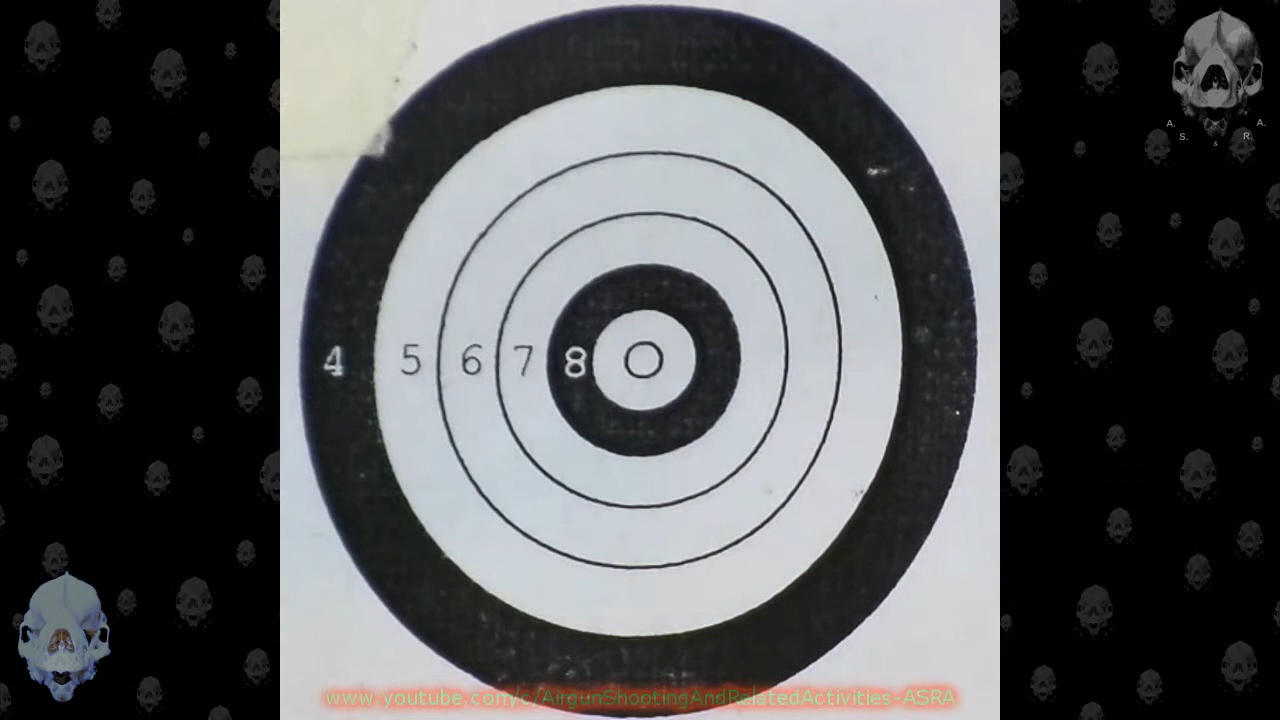 A. A.
S. R.
&
4 5 6 7 8
www.youtube.com/c/AirgunShootingAndRelatedActivities-ASRA